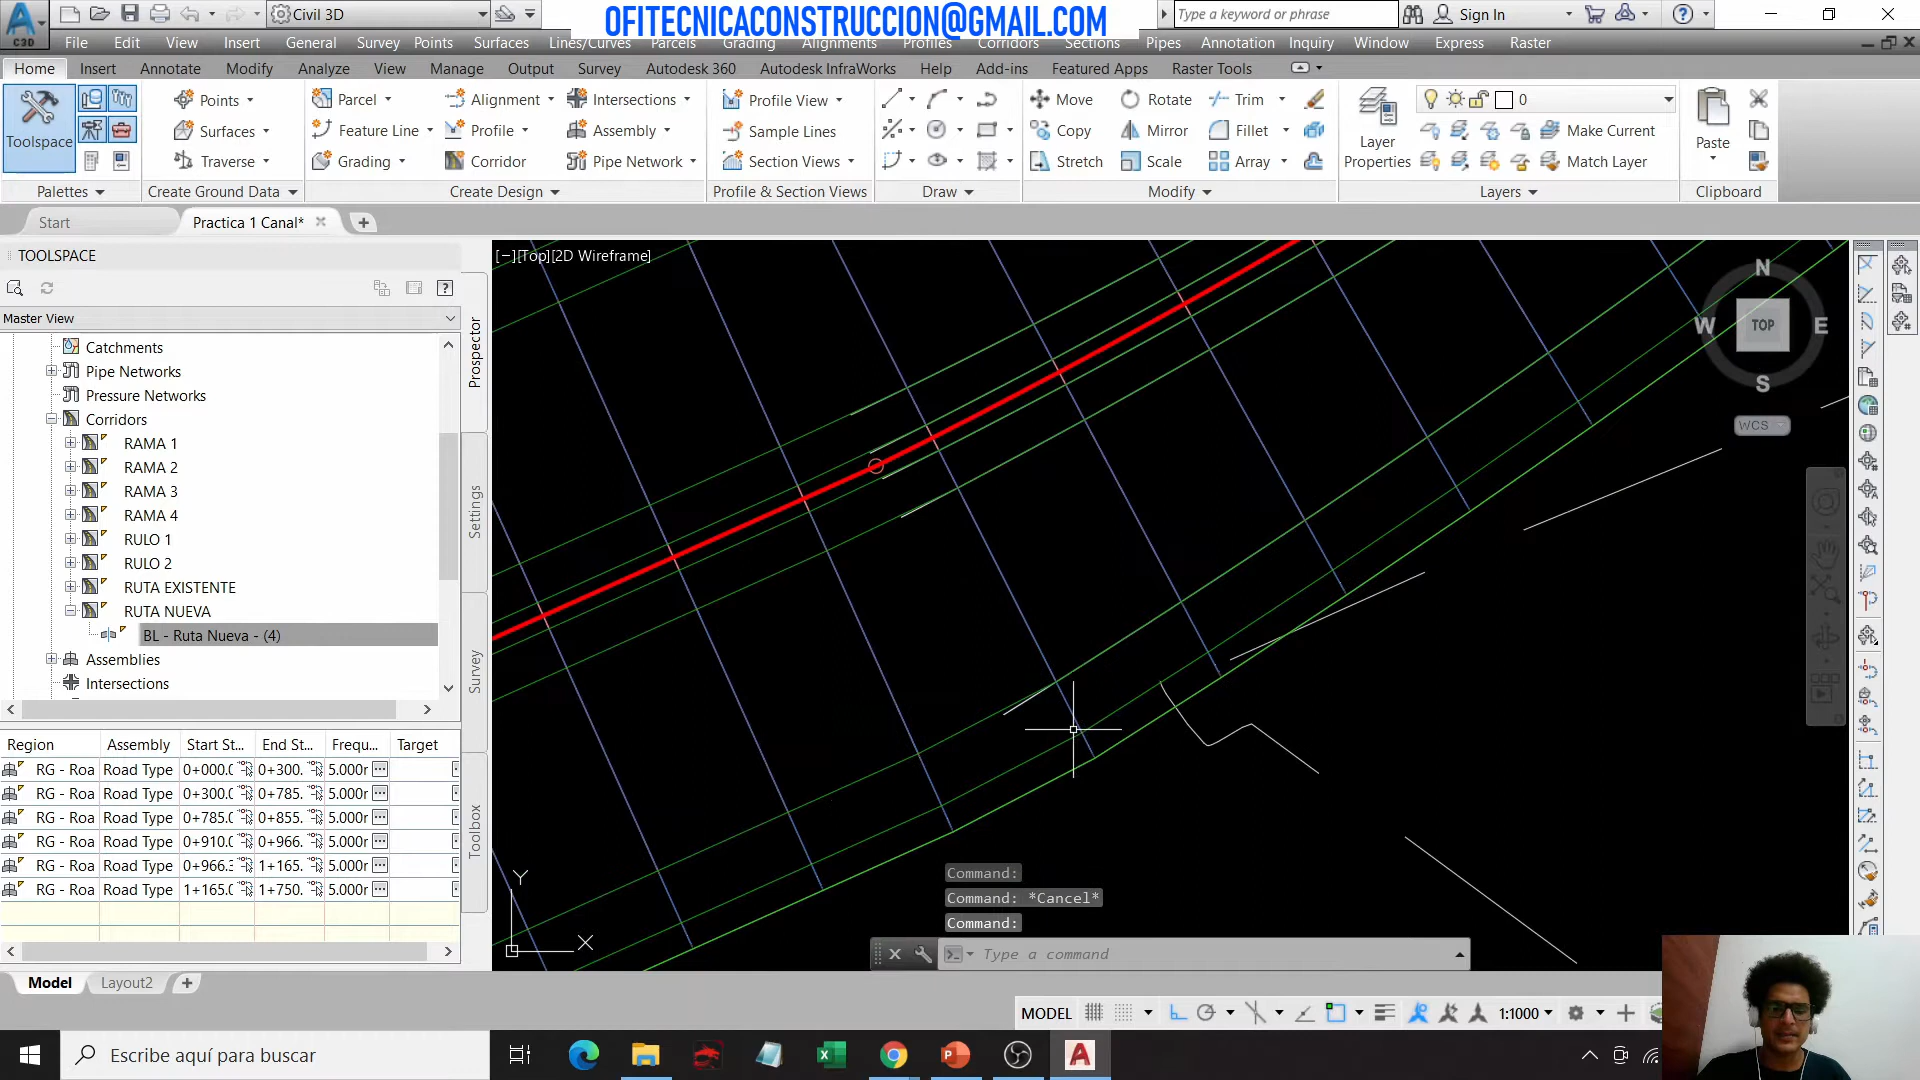 A
C3D
Civil 3D
OFITECNICACONSTRUCCION@GMAIL.COM
Type a keyword or phrase
Sign In
File Edit View Insert General Survey Points Surfaces Lines/Curves Parcels Grading Alignments Profiles Corridors Sections Pipes Annotation Inquiry Window Express Raster
Home Insert Annotate Modify Analyze View Manage Output Survey Autodesk 360 Autodesk InfraWorks Help Add-ins Featured Apps Raster Tools
Toolspace
Points
Surfaces
Traverse
Parcel
Feature Line
Grading
Alignment
Profile
Corridor
Intersections
Assembly
Pipe Network
Profile View
Sample Lines
Section Views
Move
Copy
Stretch
Rotate
Mirror
Scale
Trim
Fillet
Array
Layer
Properties
0
Make Current
Match Layer
Paste
Palettes Create Ground Data Create Design Profile & Section Views Draw Modify Layers Clipboard
Start Practica 1 Canal*
TOOLSPACE
Master View
Catchments
Pipe Networks
Pressure Networks
Corridors
RAMA 1
RAMA 2
RAMA 3
RAMA 4
RULO 1
RULO 2
RUTA EXISTENTE
RUTA NUEVA
BL - Ruta Nueva - (4)
Assemblies
Intersections
Prospector
Settings
Survey
Toolbox
Region Assembly Start St... End St... Frequ... Target
RG - Roa Road Type 0+000.0 0+300. 5.000r
RG - Roa Road Type 0+300.0 0+785. 5.000r
RG - Roa Road Type 0+785.0 0+855. 5.000r
RG - Roa Road Type 0+910.0 0+966. 5.000r
RG - Roa Road Type 0+966.3 1+165. 5.000r
RG - Roa Road Type 1+165.0 1+750. 5.000r
[−][Top][2D Wireframe]
N
W TOP E
S
WCS
Y
X
Command:
Command: *Cancel*
Command:
Type a command
Model Layout2
MODEL 1:1000
Escribe aquí para buscar